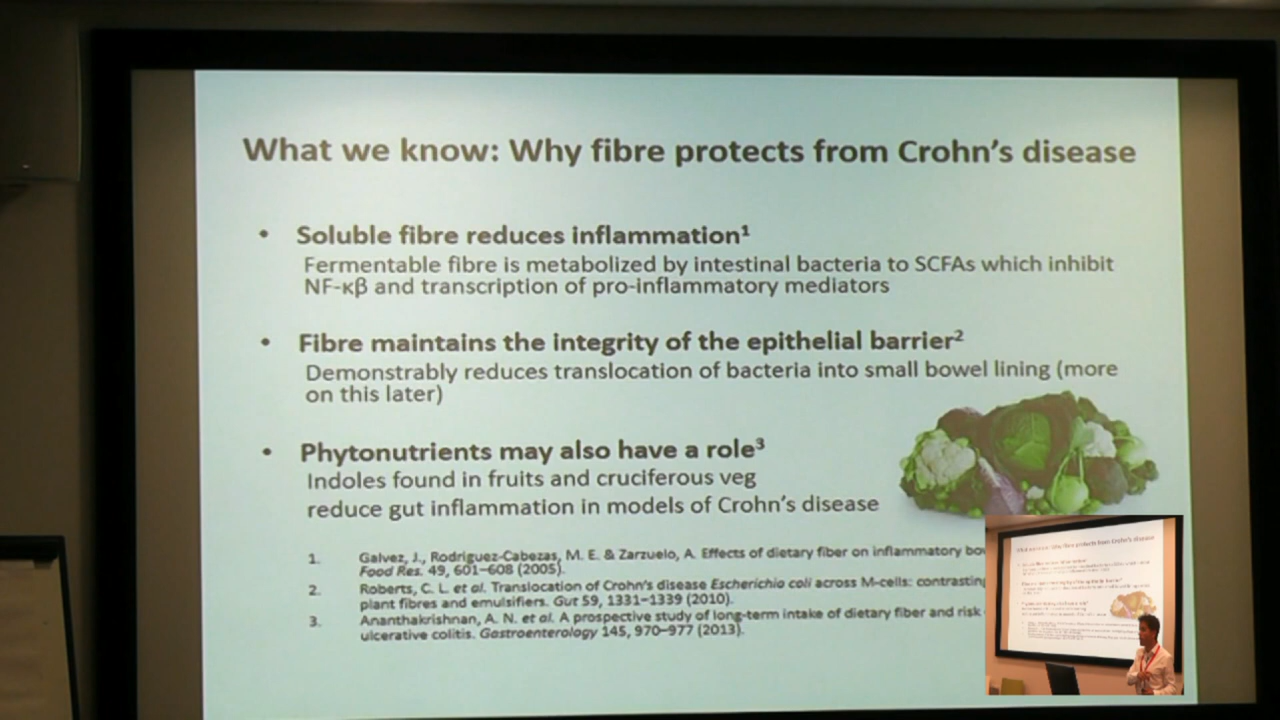 What we know: Why fibre protects from Crohn's disease
• Soluble fibre reduces inflammation¹
Fermentable fibre is metabolized by intestinal bacteria to SCFAs which inhibit
NF-κβ and transcription of pro-inflammatory mediators
• Fibre maintains the integrity of the epithelial barrier²
Demonstrably reduces translocation of bacteria into small bowel lining (more
on this later)
• Phytonutrients may also have a role³
Indoles found in fruits and cruciferous veg
reduce gut inflammation in models of Crohn's disease
1. Galvez, J., Rodriguez-Cabezas, M. E. & Zarzuelo, A. Effects of dietary fiber on inflammatory
Food Res. 49, 601–608 (2005).
2. Roberts, C. L. et al. Translocation of Crohn's disease Escherichia coli across M-cells: contrasting
plant fibres and emulsifiers. Gut 59, 1331–1339 (2010).
3. Ananthakrishnan, A. N. et al. A prospective study of long-term intake of dietary fiber and risk
ulcerative colitis. Gastroenterology 145, 970–977 (2013).